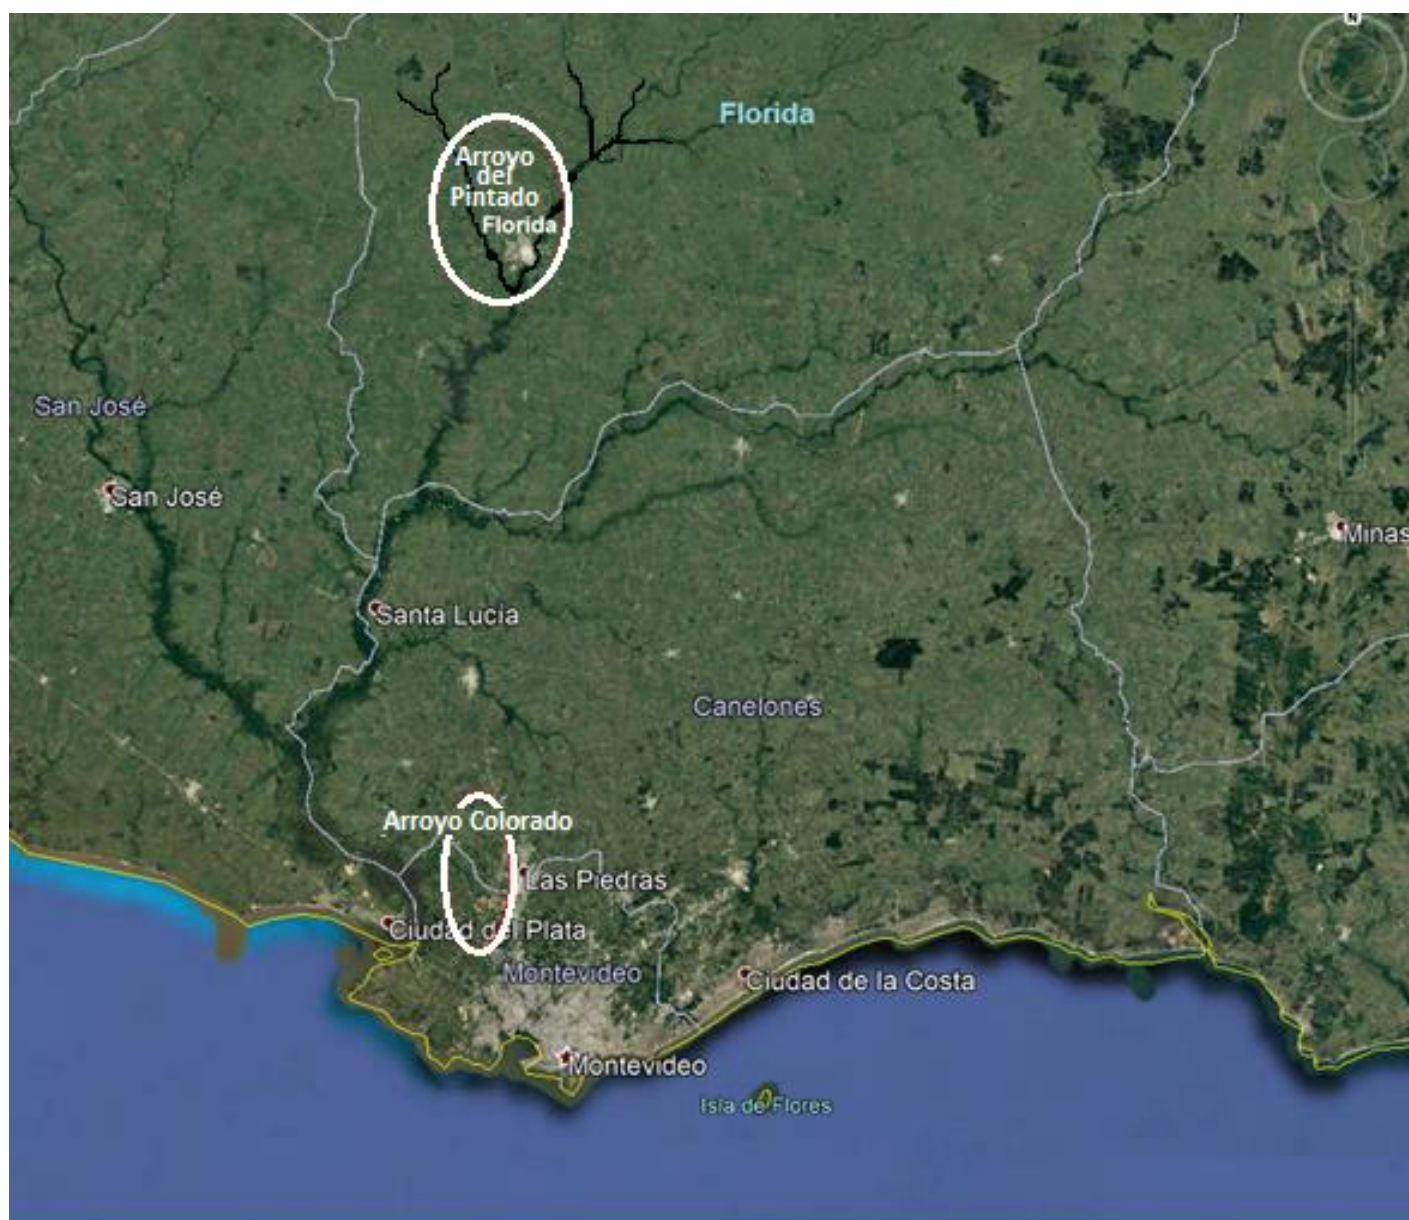 N
Florida
Arroyo
del
Pintado
Florida
San José
San José
Minas
Santa Lucía
Canelones
Arroyo Colorado
Las Piedras
Ciudad del Plata
Montevideo
Ciudad de la Costa
Montevideo
Isla de Flores